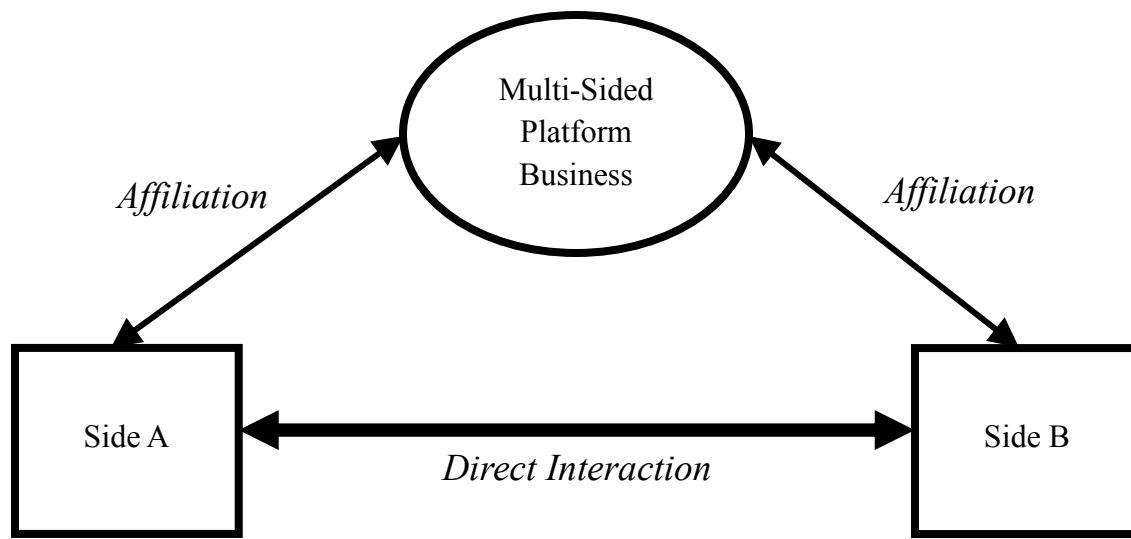 Multi-Sided
Platform
Business
Affiliation
Affiliation
Side A
Side B
Direct Interaction